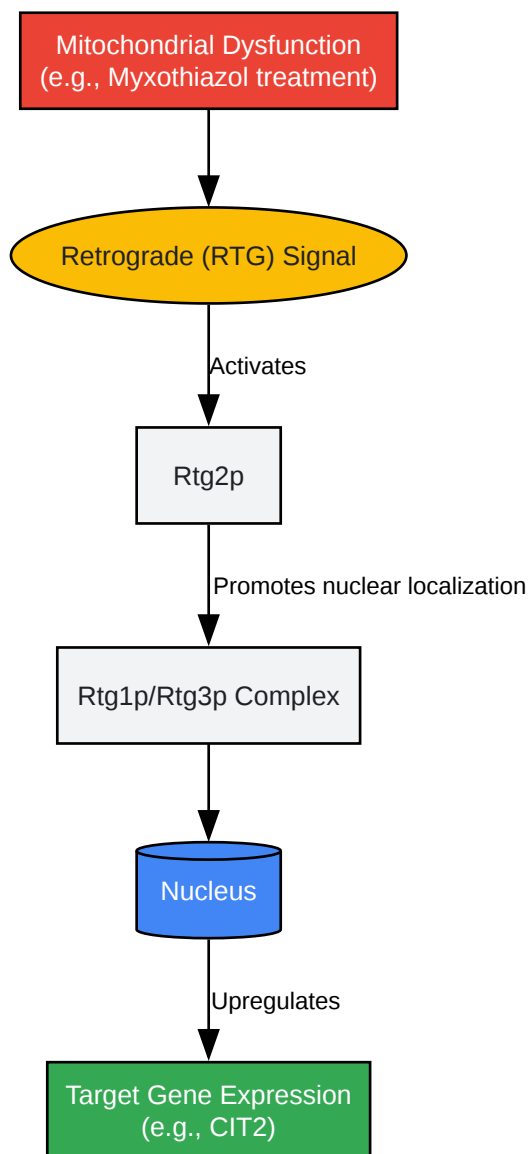 Mitochondrial Dysfunction
(e.g., Myxothiazol treatment)
Retrograde (RTG) Signal
Activates
Rtg2p
Promotes nuclear localization
Rtg1p/Rtg3p Complex
Nucleus
Upregulates
Target Gene Expression
(e.g., CIT2)